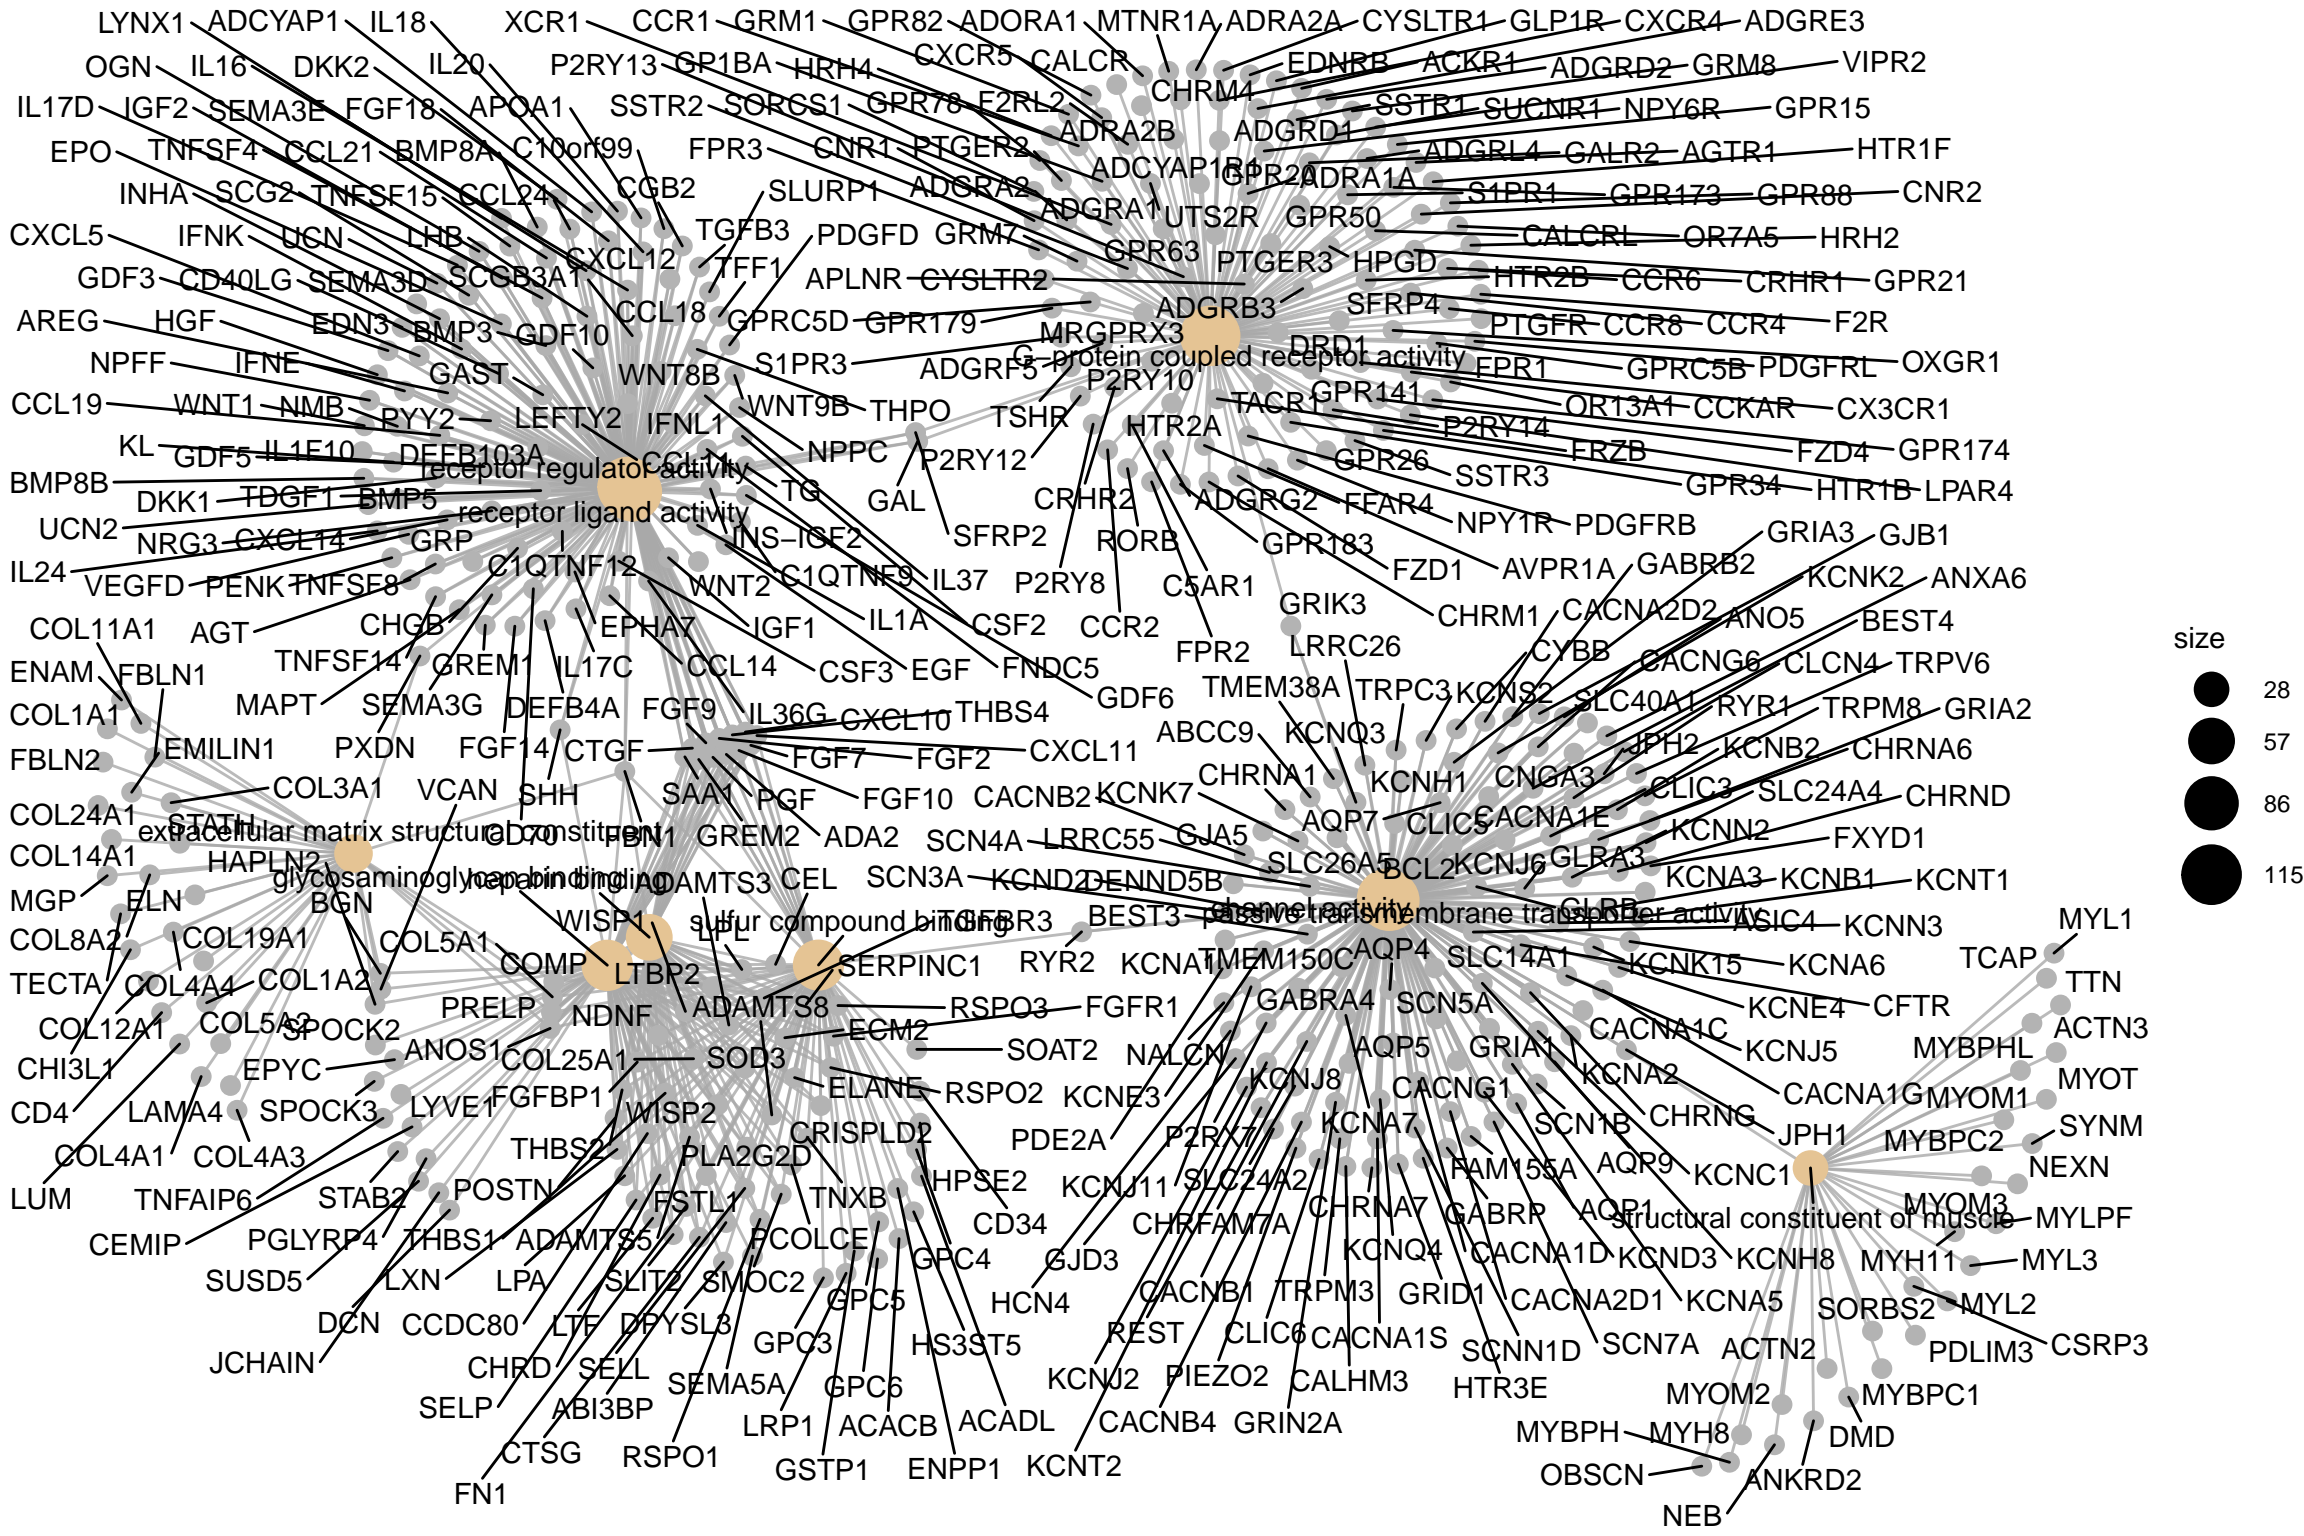 LYNX1 ADCYAP1 IL18 XCR1 CCR1 GRM1 GPR82 ADORA1 MTNR1A ADRA2A CYSLTR1 GLP1R CXCR4 ADGRE3
OGN IL16 DKK2 IL20 P2RY13 GP1BA HRH4 CXCR5 CALCR EDNRB ACKR1 ADGRD2 GRM8 VIPR2
IL17D IGF2 SEMA3E FGF18 APOA1 SSTR2 SORCS1 GPR78 F2RL2 CHRM4 SSTR1 SUCNR1 NPY6R GPR15
EPO TNFSF4 CCL21 BMP8A C10orf99 FPR3 CNR1 PTGER2 ADRA2B ADGRD1 ADGRL4 GALR2 AGTR1 HTR1F
INHA SCG2 TNFSF15 CCL24 CGB2 SLURP1 ADGRA2 ADCYAP1R1 GPR20 ADRA1A S1PR1 GPR173 GPR88 CNR2
CXCL5 IFNK UCN LHB CXCL12 TGFB3 PDGFD GRM7 ADGRA1 UTS2R GPR50 CALCRL OR7A5 HRH2
GDF3 CD40LG SEMA3D SCGB3A1 TFF1 APLNR CYSLTR2 GPR63 PTGER3 HPGD HTR2B CCR6 CRHR1 GPR21
AREG HGF EDN3 BMP3 GDF10 CCL18 GPRC5D GPR179 ADGRB3 SFRP4 PTGFR CCR8 CCR4 F2R
NPFF IFNE GAST WNT8B S1PR3 ADGRF5 MRGPRX3 DRD1 FPR1 GPRC5B PDGFRL OXGR1
G−protein coupled receptor activity
CCL19 WNT1 NMB PYY2 LEFTY2 IFNL1 WNT9B THPO TSHR P2RY10 TACR1 GPR141 OR13A1 CCKAR CX3CR1
KL GDF5 IL1F10 DEFB103A CCL11 NPPC P2RY12 HTR2A GPR26 P2RY14 FRZB FZD4 GPR174
receptor regulator activity
BMP8B DKK1 TDGF1 BMP5 TG GAL CRHR2 ADGRG2 FFAR4 SSTR3 GPR34 HTR1B LPAR4
receptor ligand activity
UCN2 NRG3 CXCL14 GRP INS−IGF2 SFRP2 RORB GPR183 NPY1R PDGFRB GRIA3 GJB1
IL24 VEGFD PENK TNFSF8 C1QTNF12 WNT2 C1QTNF9 IL37 P2RY8 C5AR1 FZD1 AVPR1A GABRB2 KCNK2 ANXA6
COL11A1 AGT CHGB EPHA7 IGF1 IL1A CSF2 CCR2 GRIK3 CHRM1 CACNA2D2 ANO5 BEST4
ENAM FBLN1 TNFSF14 GREM1 IL17C CCL14 CSF3 EGF FNDC5 FPR2 LRRC26 CYBB CACNG6 CLCN4 TRPV6
size
COL1A1 MAPT SEMA3G DEFB4A FGF9 IL36G CXCL10 THBS4 GDF6 TMEM38A TRPC3 KCNS2 SLC40A1 RYR1 TRPM8 GRIA2
28
FBLN2 EMILIN1 PXDN FGF14 CTGF FGF7 FGF2 CXCL11 ABCC9 KCNQ3 JPH2 KCNB2 CHRNA6
57
COL24A1 COL3A1 VCAN SHH SAA1 PGF FGF10 CACNB2 KCNK7 CHRNA1 KCNH1 CNGA3 CLIC3 SLC24A4 CHRND
86
STATH CD70 FBN1 GREM2 ADA2 SCN4A LRRC55 GJA5 AQP7 CLIC5 CACNA1E KCNN2 FXYD1
extracellular matrix structural constituent
COL14A1 HAPLN2 ADAMTS3 CEL SCN3A KCND2 DENND5B SLC26A5 BCL2 KCNJ6 GLRA3 KCNA3 KCNB1 KCNT1
115
glycosaminoglycan binding heparin binding
MGP ELN BGN WISP1 LPL TGFBR3 BEST3 GLRB ASIC4 KCNN3 MYL1
sulfur compound binding
channel activity passive transmembrane transporter activity
COL8A2 COL19A1 COL5A1 COMP LTBP2 SERPINC1 RYR2 KCNA1 TMEM150C AQP4 SLC14A1 KCNK15 KCNA6 TCAP TTN
TECTA COL4A4 COL1A2 PRELP NDNF ADAMTS8 RSPO3 FGFR1 GABRA4 SCN5A KCNE4 CFTR
COL12A1 COL5A2 SPOCK2 ANOS1 COL25A1 SOD3 ECM2 SOAT2 NALCN AQP5 GRIA1 CACNA1C KCNJ5 MYBPHL ACTN3
CHI3L1 EPYC FGFBP1 ELANE RSPO2 KCNE3 KCNJ8 CACNG1 KCNA2 CACNA1G MYOM1 MYOT
CD4 LAMA4 SPOCK3 LYVE1 WISP2 CRISPLD2 PDE2A P2RX7 KCNA7 SCN1B CHRNG JPH1 MYBPC2 SYNM
COL4A1 COL4A3 THBS2 PLA2G2D HPSE2 KCNJ11 SLC24A2 FAM155A AQP9 KCNC1 NEXN
LUM TNFAIP6 STAB2 POSTN FSTL1 TNXB CD34 CHRFAM7A CHRNA7 GABRP AQP1 MYOM3 MYLPF
structural constituent of muscle
CEMIP PGLYRP4 THBS1 ADAMTS5 PCOLCE GPC4 GJD3 KCNQ4 CACNA1D KCND3 KCNH8 MYH11 MYL3
SUSD5 LXN LPA SLIT2 SMOC2 GPC5 HCN4 CACNB1 TRPM3 GRID1 CACNA2D1 KCNA5 SORBS2 MYL2
DCN CCDC80 LTF DPYSL3 GPC3 HS3ST5 REST CLIC6 CACNA1S SCNN1D SCN7A ACTN2 PDLIM3 CSRP3
JCHAIN CHRD SELL SEMA5A GPC6 KCNJ2 PIEZO2 CALHM3 HTR3E MYOM2 MYBPC1
SELP ABI3BP LRP1 ACACB ACADL CACNB4 GRIN2A MYBPH MYH8 DMD
CTSG RSPO1 GSTP1 ENPP1 KCNT2 OBSCN ANKRD2
FN1 NEB